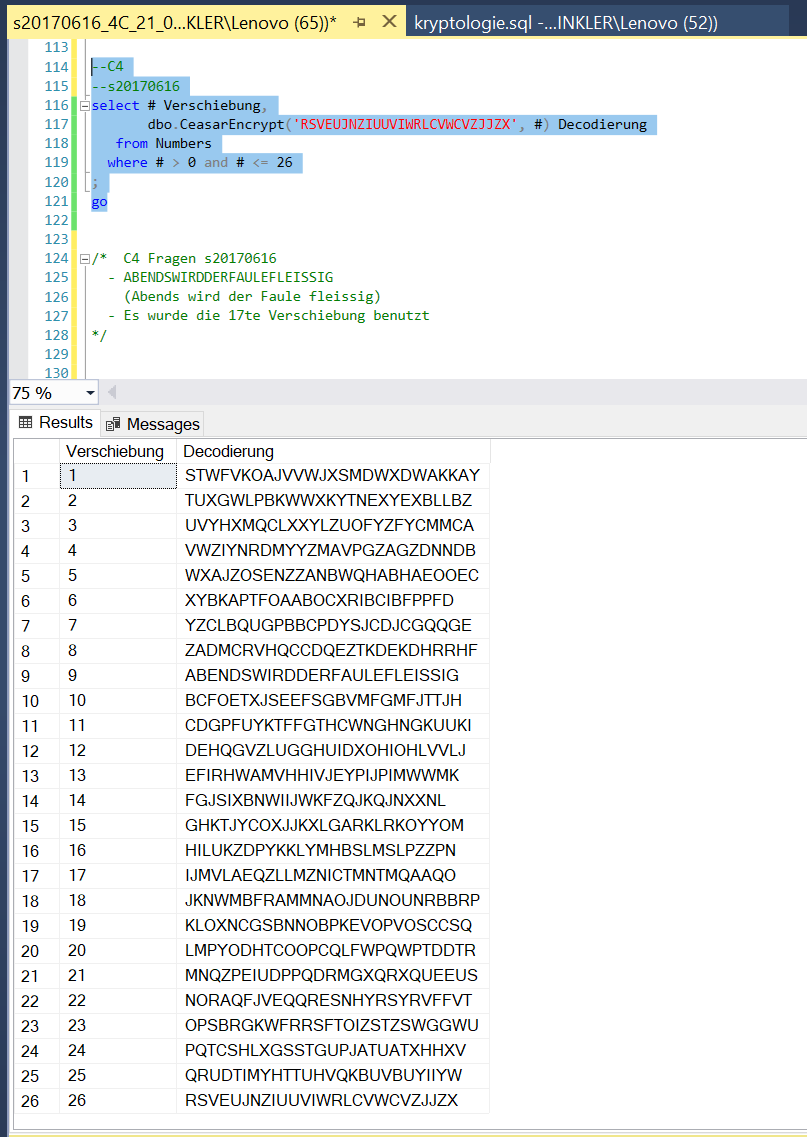 s20170616_4C_21_0...KLER\Lenovo (65))* kryptologie.sql -...INKLER\Lenovo (52))
113
114 --C4
115 --s20170616
116 select # Verschiebung,
117 dbo.CeasarEncrypt('RSVEUJNZIUUVIWRLCVWCVZJJZX', #) Decodierung
118 from Numbers
119 where # > 0 and # <= 26
120 ;
121 go
122
123
124 /* C4 Fragen s20170616
125 - ABENDSWIRDDERFAULEFLEISSIG
126 (Abends wird der Faule fleissig)
127 - Es wurde die 17te Verschiebung benutzt
128 */
129
130
75 %
Results Messages
Verschiebung Decodierung
1 1 STWFVKOAJVVWJXSMDWXDWAKKAY
2 2 TUXGWLPBKWWXKYTNEXYEXBLLBZ
3 3 UVYHXMQCLXXYLZUOFYZFYCMMCA
4 4 VWZIYNRDMYYZMAVPGZAGZDNNDB
5 5 WXAJZOSENZZANBWQHABHAEOOEC
6 6 XYBKAPTFOAABOCXRIBCIBFPPFD
7 7 YZCLBQUGPBBCPDYSJCDJCGQQGE
8 8 ZADMCRVHQCCDQEZTKDEKDHRRHF
9 9 ABENDSWIRDDERFAULEFLEISSIG
10 10 BCFOETXJSEEFSGBVMFGMFJTTJH
11 11 CDGPFUYKTFFGTHCWNGHNGKUUKI
12 12 DEHQGVZLUGGHUIDXOHIOHLVVLJ
13 13 EFIRHWAMVHHIVJEYPIJPIMWWMK
14 14 FGJSIXBNWIIJWKFZQJKQJNXXNL
15 15 GHKTJYCOXJJKXLGARKLRKOYYOM
16 16 HILUKZDPYKKLYMHBSLMSLPZZPN
17 17 IJMVLAEQZLLMZNICTMNTMQAAQO
18 18 JKNWMBFRAMMNAOJDUNOUNRBBRP
19 19 KLOXNCGSBNNOBPKEVOPVOSCCSQ
20 20 LMPYODHTCOOPCQLFWPQWPTDDTR
21 21 MNQZPEIUDPPQDRMGXQRXQUEEUS
22 22 NORAQFJVEQQRESNHYRSYRVFFVT
23 23 OPSBRGKWFRRSFTOIZSTZSWGGWU
24 24 PQTCSHLXGSSTGUPJATUATXHHXV
25 25 QRUDTIMYHTTUHVQKBUVBUYIIYW
26 26 RSVEUJNZIUUVIWRLCVWCVZJJZX